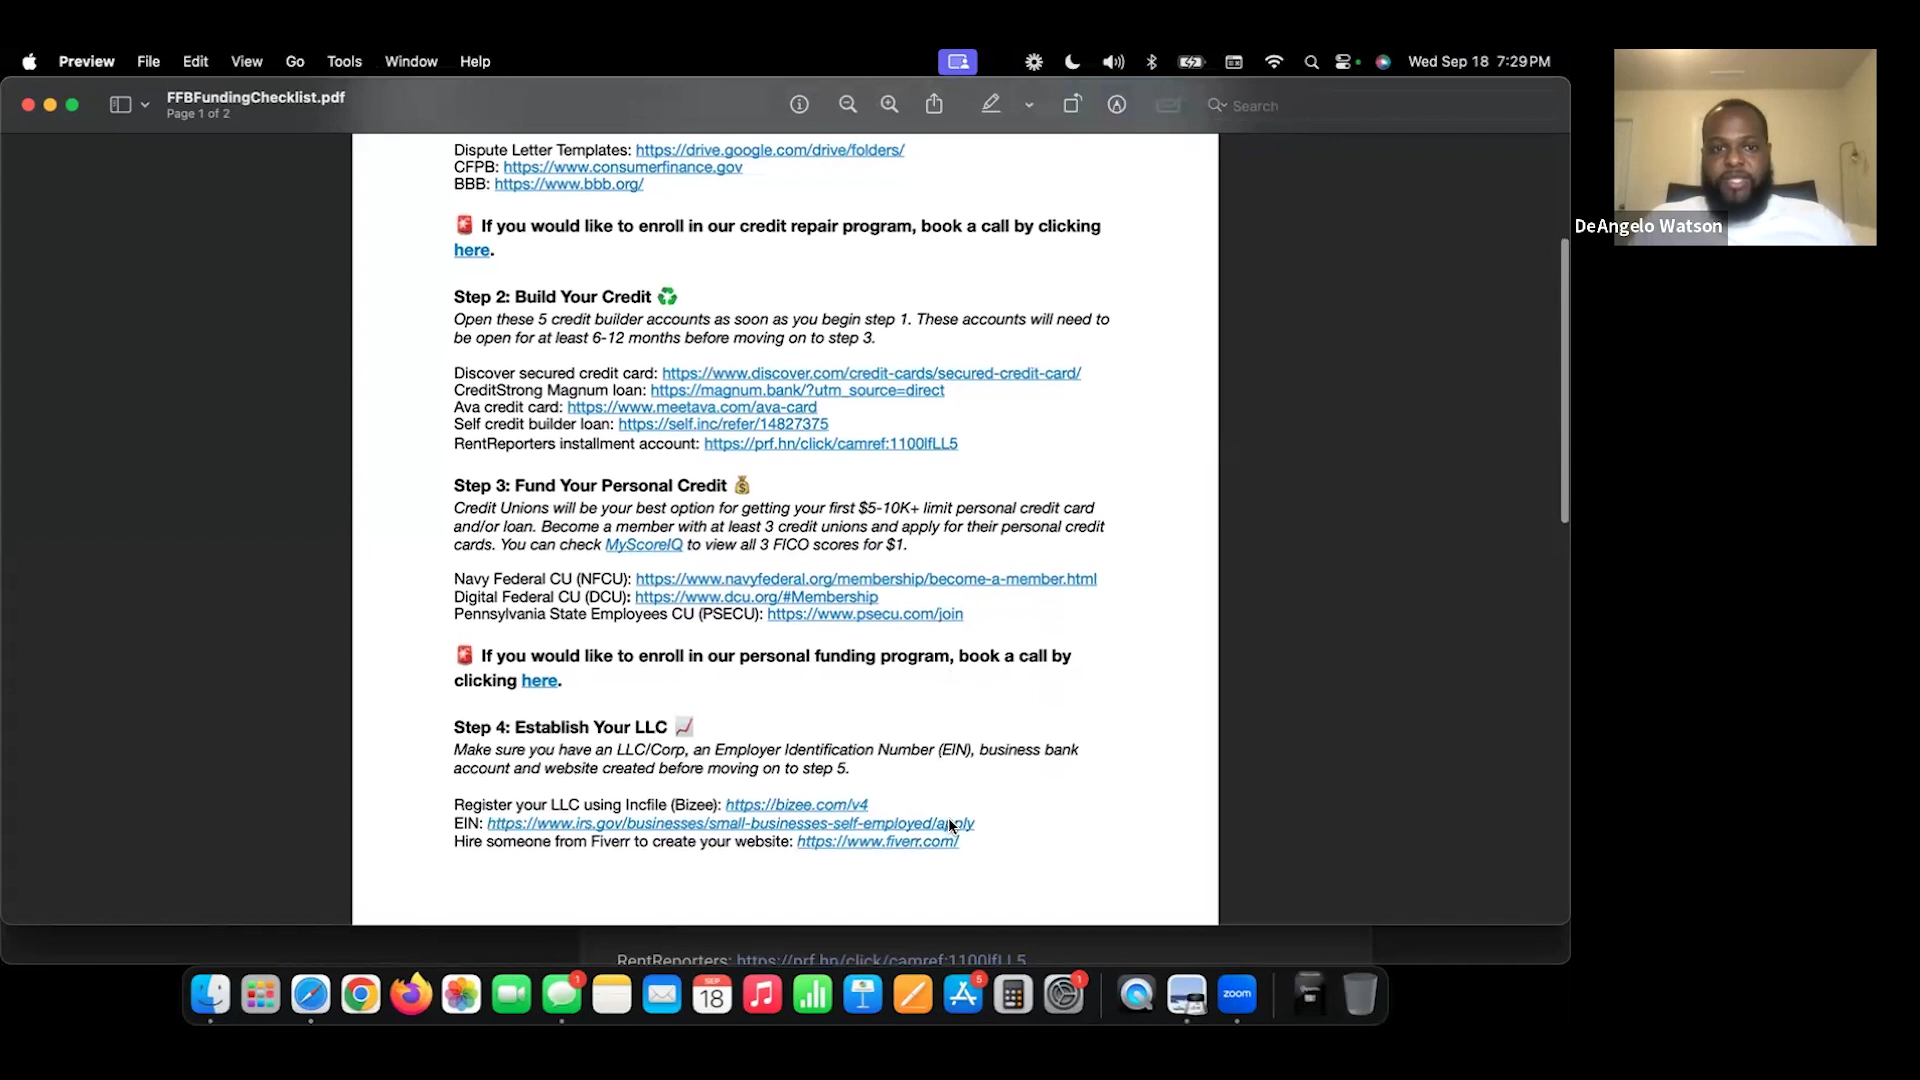 Preview File Edit View Go Tools Window Help
Wed Sep 18 7:29 PM
FFBFundingChecklist.pdf
Page 1 of 2
Search
DeAngelo Watson
Dispute Letter Templates: https://drive.google.com/drive/folders/
CFPB: https://www.consumerfinance.gov
BBB: https://www.bbb.org/
🚨 If you would like to enroll in our credit repair program, book a call by clicking
here.
Step 2: Build Your Credit ♻️
Open these 5 credit builder accounts as soon as you begin step 1. These accounts will need to
be open for at least 6-12 months before moving on to step 3.
Discover secured credit card: https://www.discover.com/credit-cards/secured-credit-card/
CreditStrong Magnum loan: https://magnum.bank/?utm_source=direct
Ava credit card: https://www.meetava.com/ava-card
Self credit builder loan: https://self.inc/refer/14827375
RentReporters installment account: https://prf.hn/click/camref:1100lfLL5
Step 3: Fund Your Personal Credit 💰
Credit Unions will be your best option for getting your first $5-10K+ limit personal credit card
and/or loan. Become a member with at least 3 credit unions and apply for their personal credit
cards. You can check MyScoreIQ to view all 3 FICO scores for $1.
Navy Federal CU (NFCU): https://www.navyfederal.org/membership/become-a-member.html
Digital Federal CU (DCU): https://www.dcu.org/#Membership
Pennsylvania State Employees CU (PSECU): https://www.psecu.com/join
🚨 If you would like to enroll in our personal funding program, book a call by
clicking here.
Step 4: Establish Your LLC 📈
Make sure you have an LLC/Corp, an Employer Identification Number (EIN), business bank
account and website created before moving on to step 5.
Register your LLC using Incfile (Bizee): https://bizee.com/v4
EIN: https://www.irs.gov/businesses/small-businesses-self-employed/apply
Hire someone from Fiverr to create your website: https://www.fiverr.com/
RentReporters: https://prf.hn/click/camref:1100lfLL5
1
SEP
18
5
1
zoom